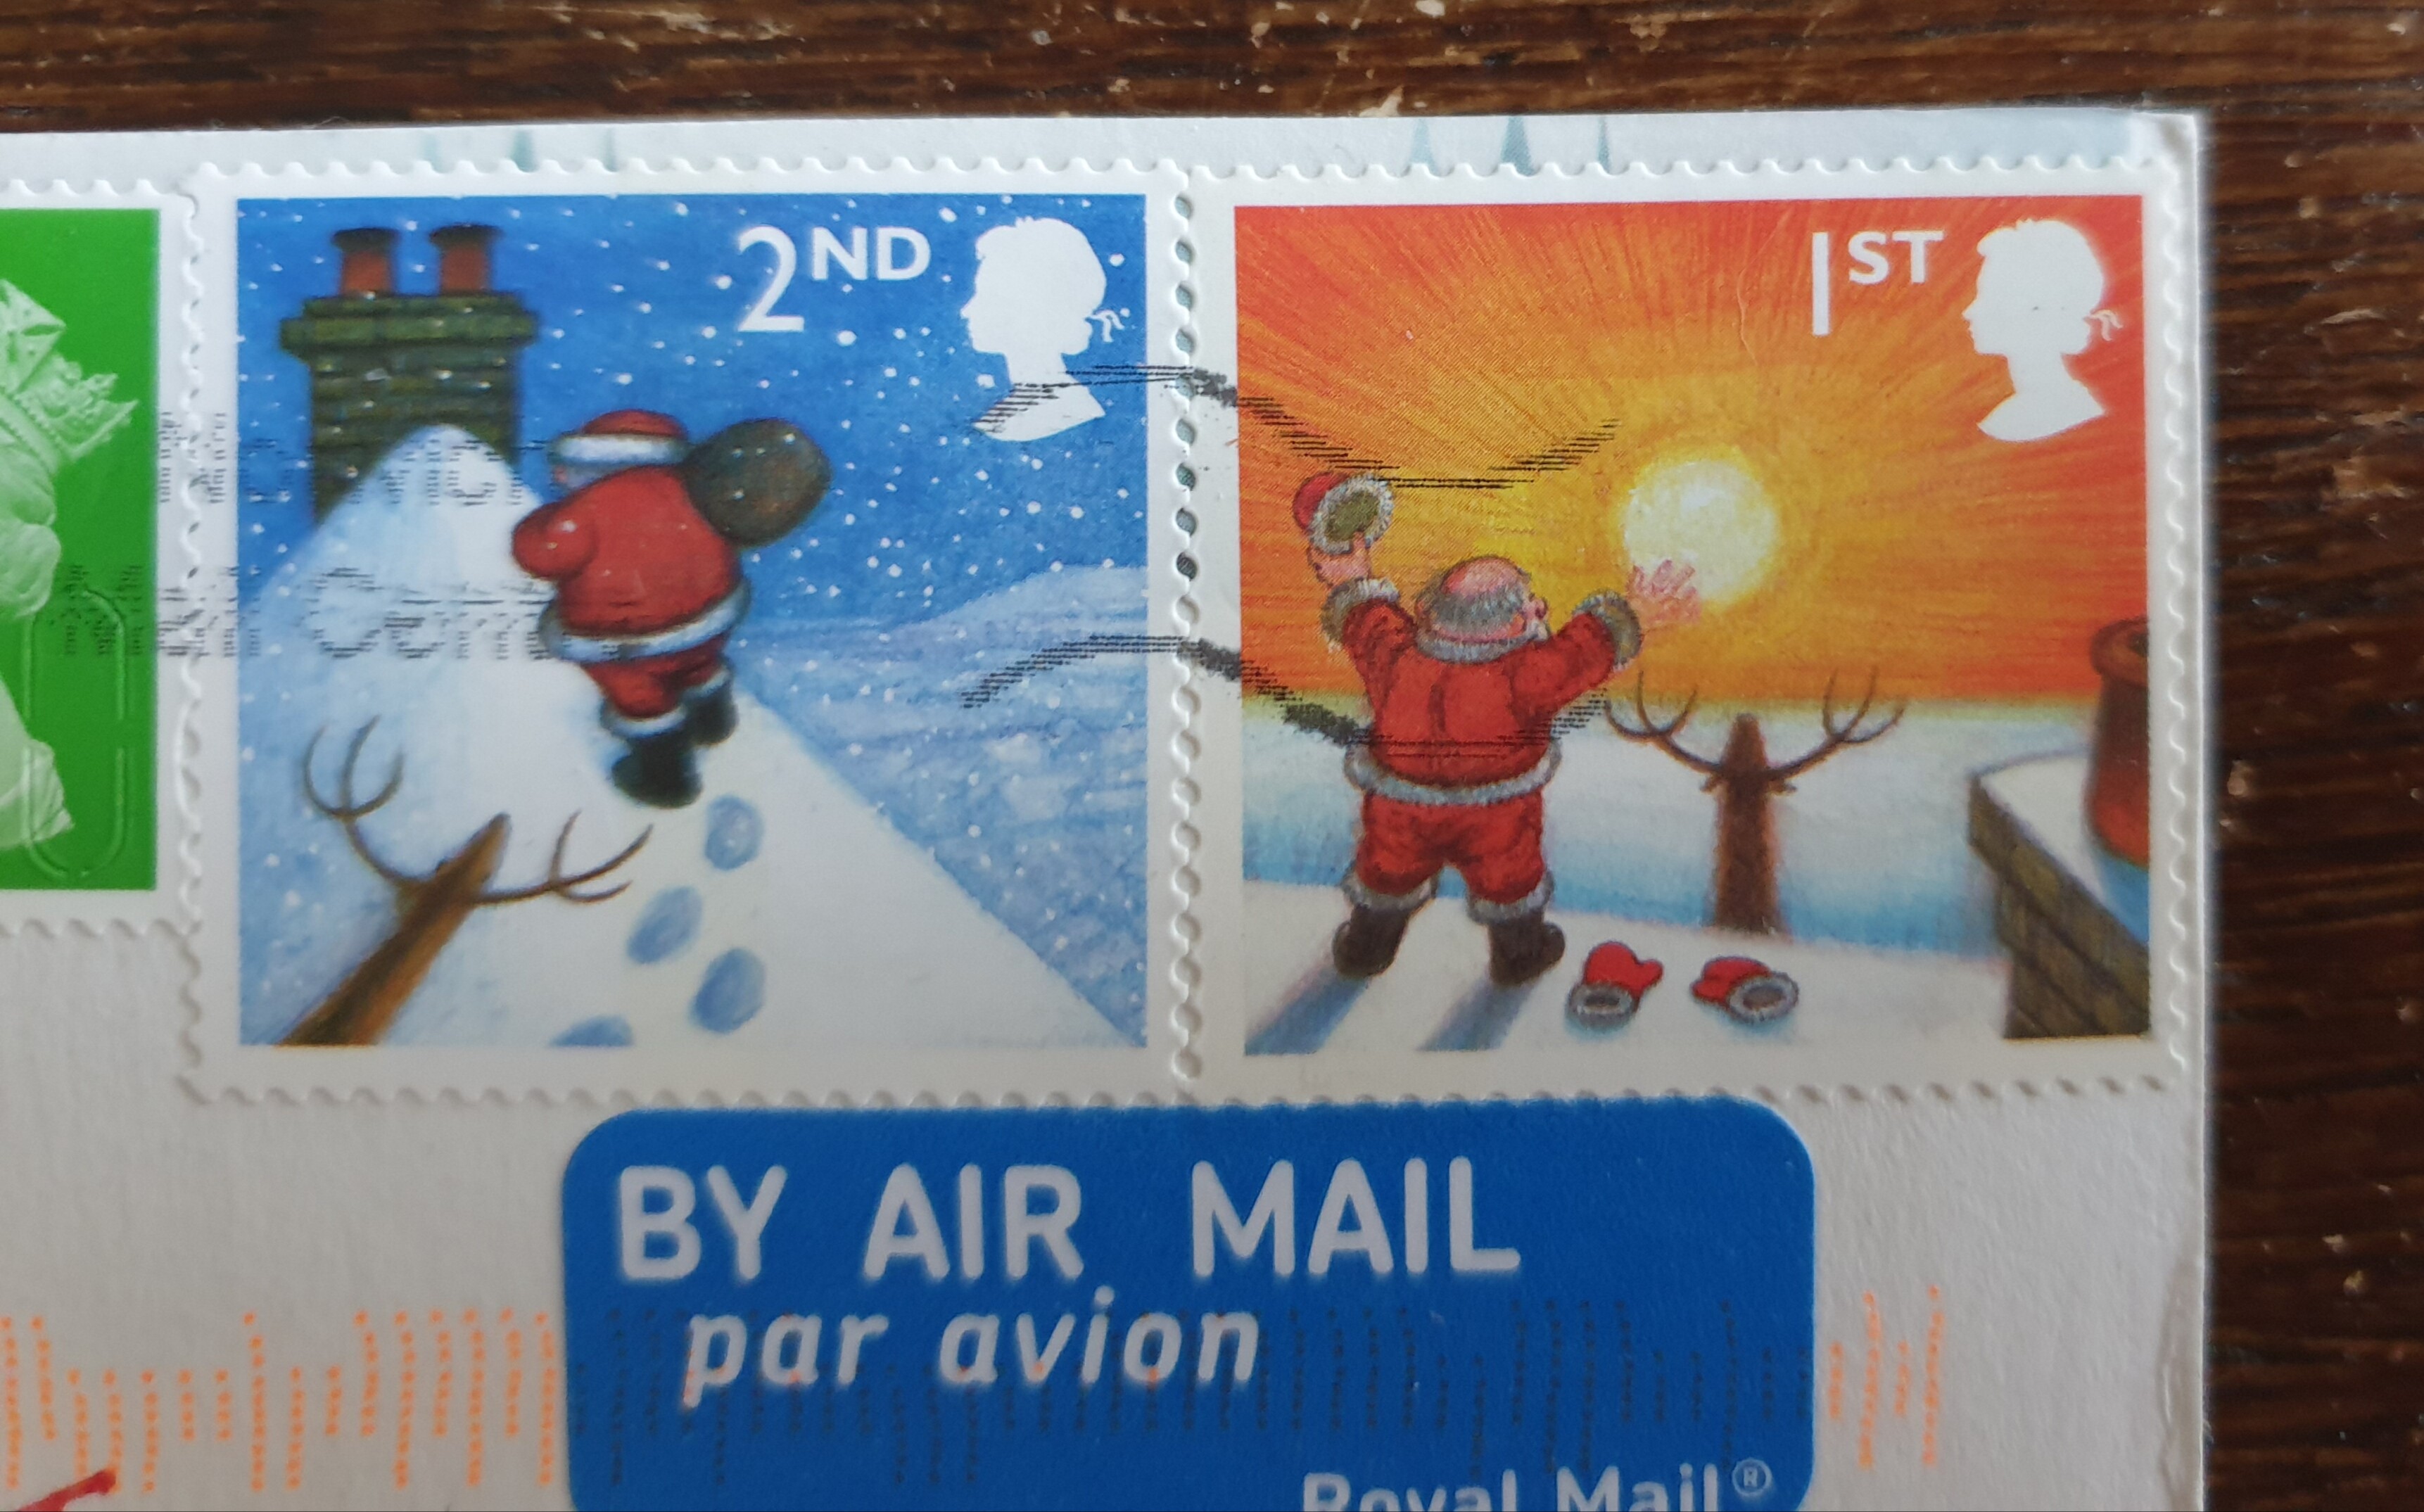 2ND
1ST
BY AIR MAIL
par avion
Royal Mail®